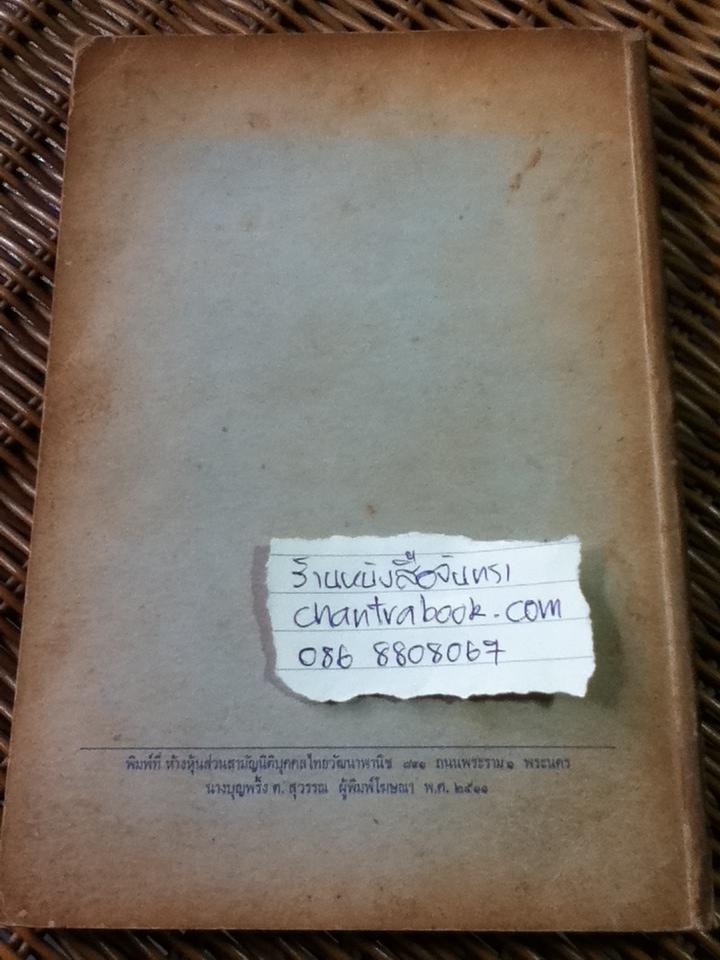 ร้านหนังสือจันทรา
chantrabook.com
086 8808067
พิมพ์ที่ ห้างหุ้นส่วนสามัญนิติบุคคลไทยวัฒนาพานิช ๘๙๑ ถนนพระราม ๑ พระนคร
นางบุญพริ้ง ต. สุวรรณ ผู้พิมพ์โฆษณา พ.ศ. ๒๕๑๑